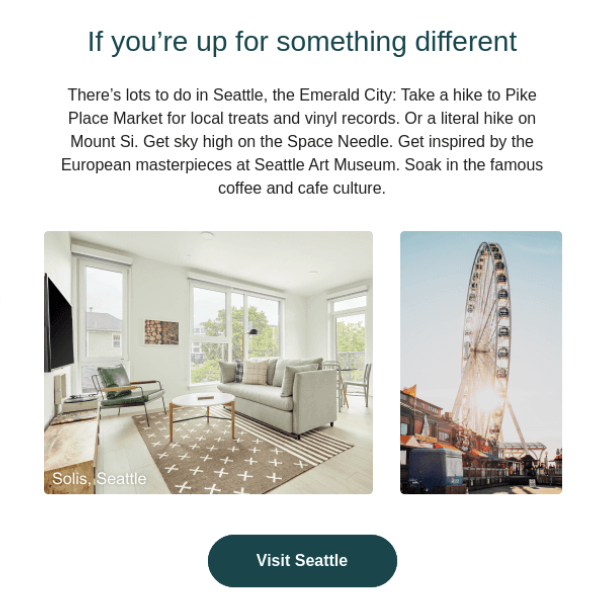 If you’re up for something different
There’s lots to do in Seattle, the Emerald City: Take a hike to Pike
Place Market for local treats and vinyl records. Or a literal hike on
Mount Si. Get sky high on the Space Needle. Get inspired by the
European masterpieces at Seattle Art Museum. Soak in the famous
coffee and cafe culture.
Solis, Seattle
Visit Seattle